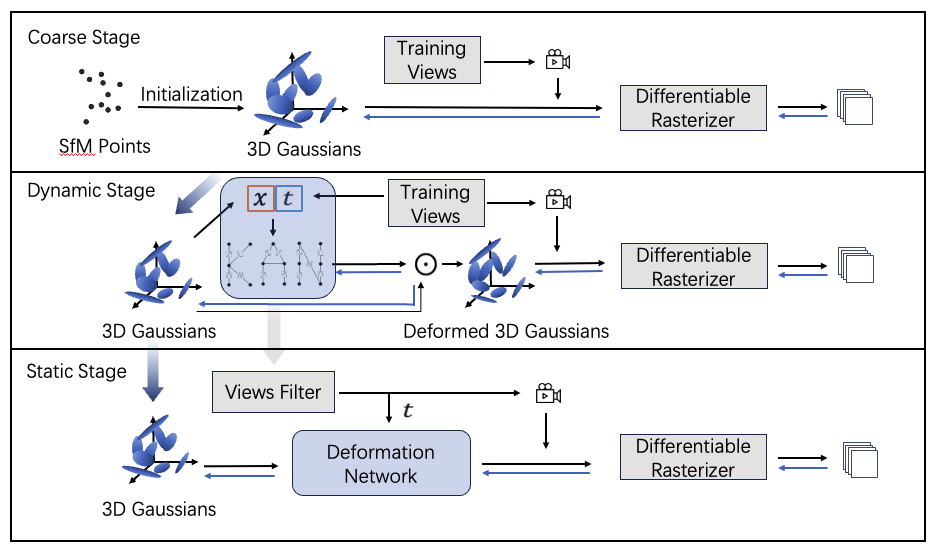 Coarse Stage
Training
Views
Initialization
Differentiable
Rasterizer
SfM Points
3D Gaussians
Dynamic Stage
x t
Training
Views
Differentiable
Rasterizer
3D Gaussians
Deformed 3D Gaussians
Static Stage
Views Filter
t
Deformation
Network
Differentiable
Rasterizer
3D Gaussians